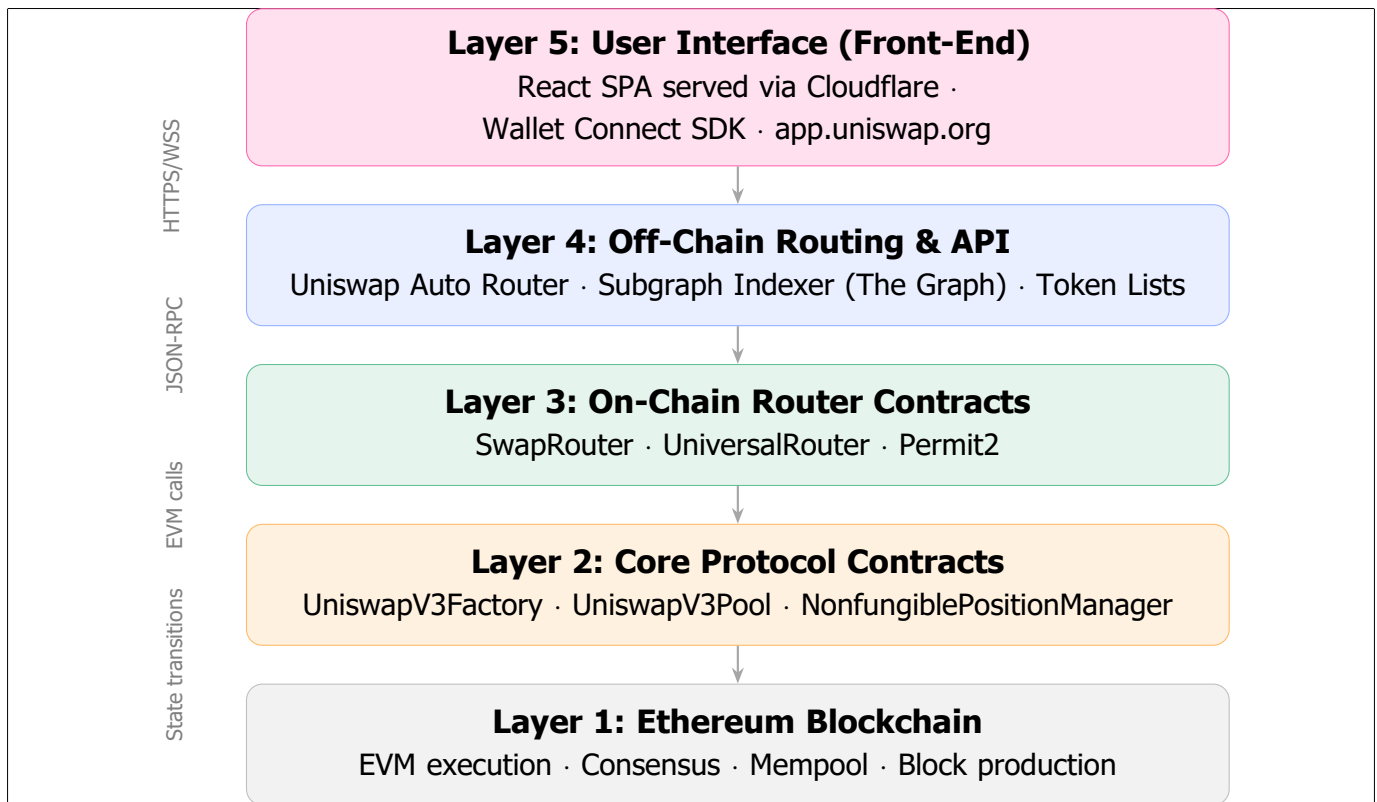 Layer 5: User Interface (Front-End)
React SPA served via Cloudflare ·
Wallet Connect SDK · app.uniswap.org
HTTPS/WSS
Layer 4: Off-Chain Routing & API
Uniswap Auto Router · Subgraph Indexer (The Graph) · Token Lists
JSON-RPC
Layer 3: On-Chain Router Contracts
SwapRouter · UniversalRouter · Permit2
EVM calls
Layer 2: Core Protocol Contracts
UniswapV3Factory · UniswapV3Pool · NonfungiblePositionManager
State transitions
Layer 1: Ethereum Blockchain
EVM execution · Consensus · Mempool · Block production